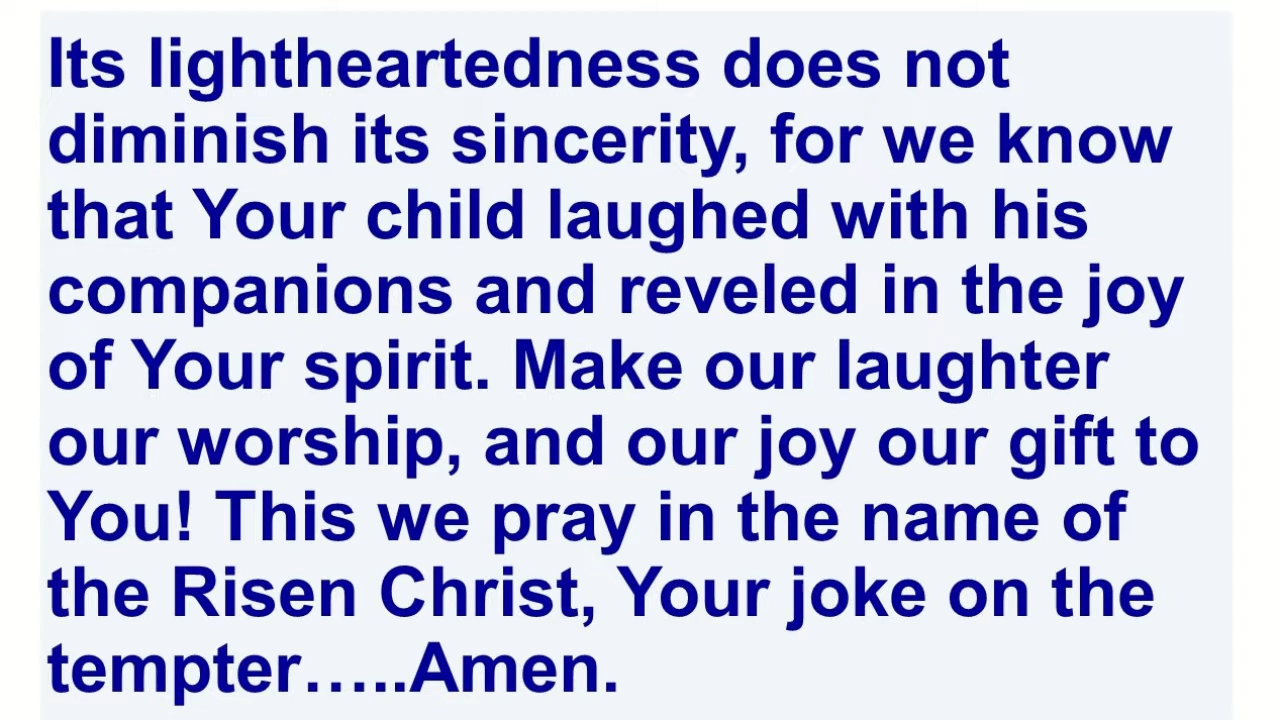 Its lightheartedness does not
diminish its sincerity, for we know
that Your child laughed with his
companions and reveled in the joy
of Your spirit. Make our laughter
our worship, and our joy our gift to
You! This we pray in the name of
the Risen Christ, Your joke on the
tempter…..Amen.